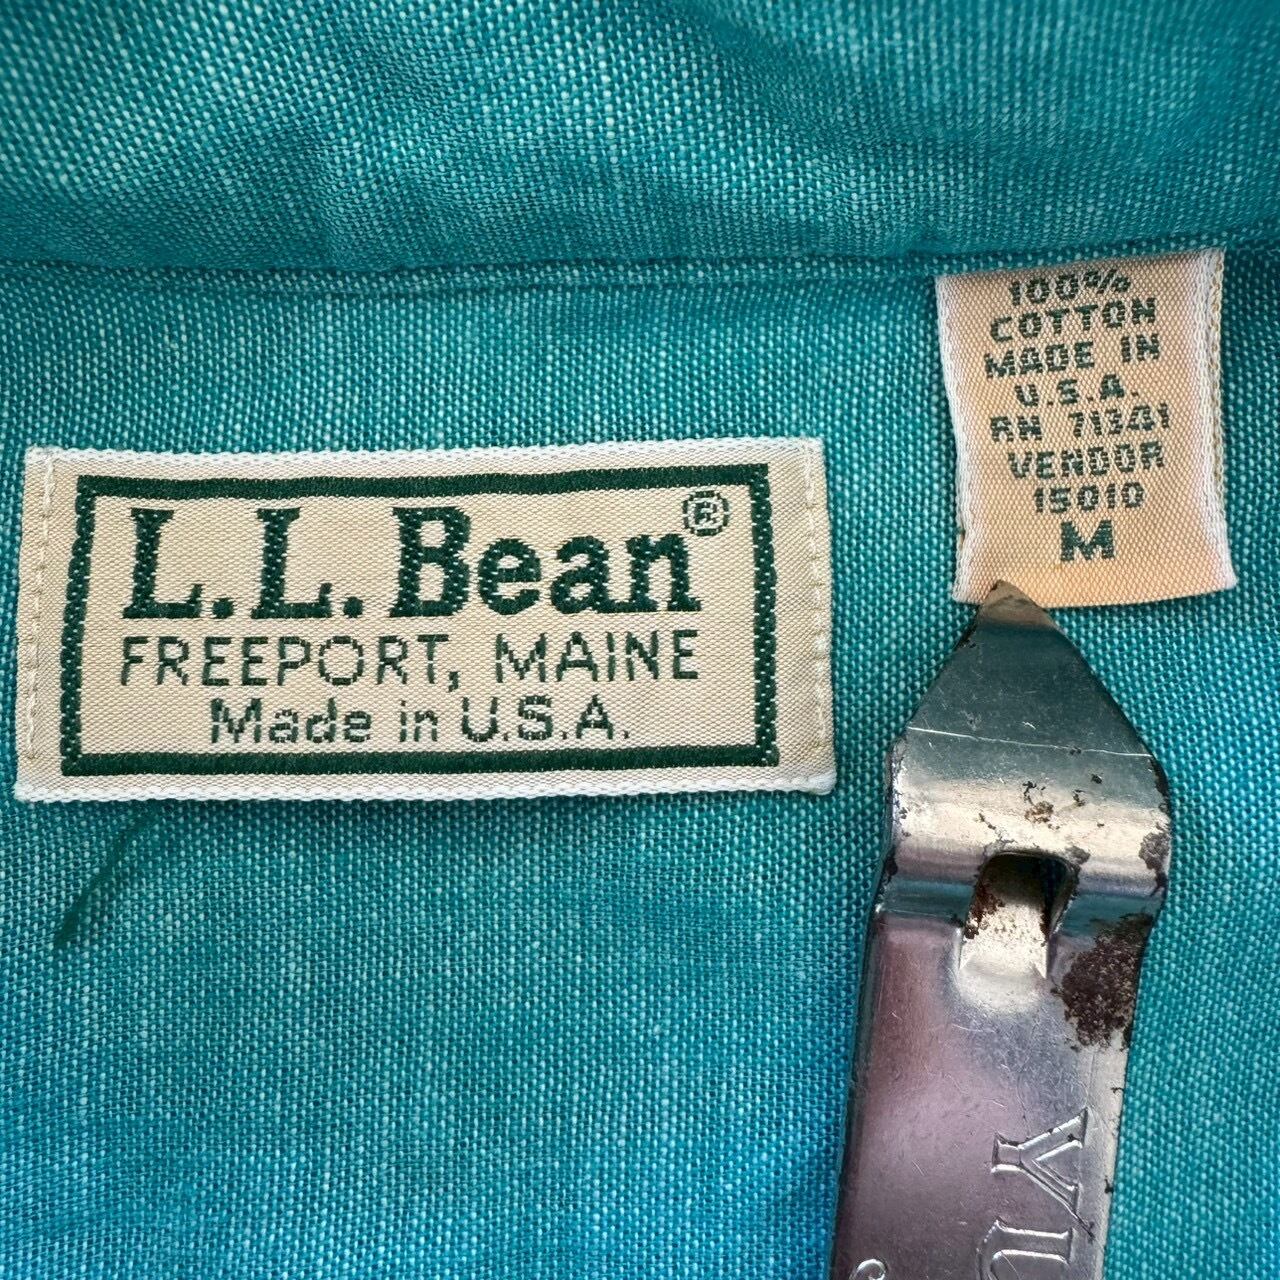 L.L.Bean®
FREEPORT, MAINE
Made in U.S.A.
100%
COTTON
MADE IN
U.S.A.
RN 71341
VENDOR
15010
M